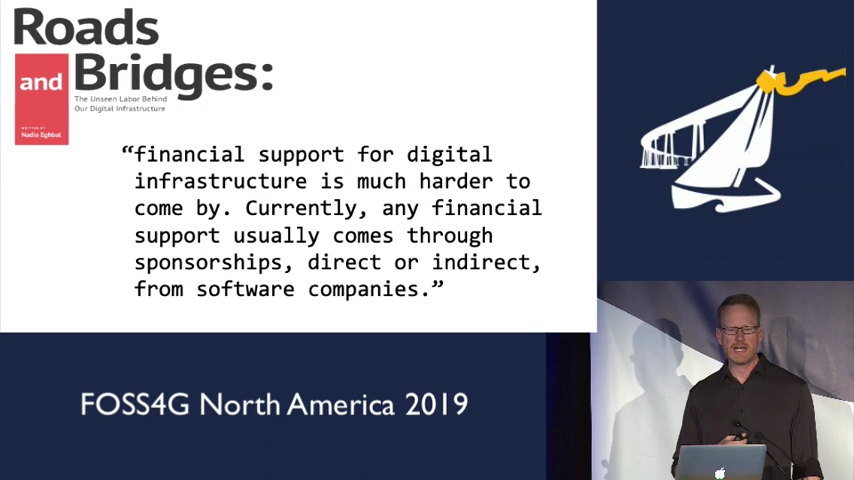 Roads
and Bridges:
The Unseen Labor Behind
Our Digital Infrastructure
WRITTEN BY
Nadia Eghbal
“financial support for digital
infrastructure is much harder to
come by. Currently, any financial
support usually comes through
sponsorships, direct or indirect,
from software companies.”
FOSS4G North America 2019